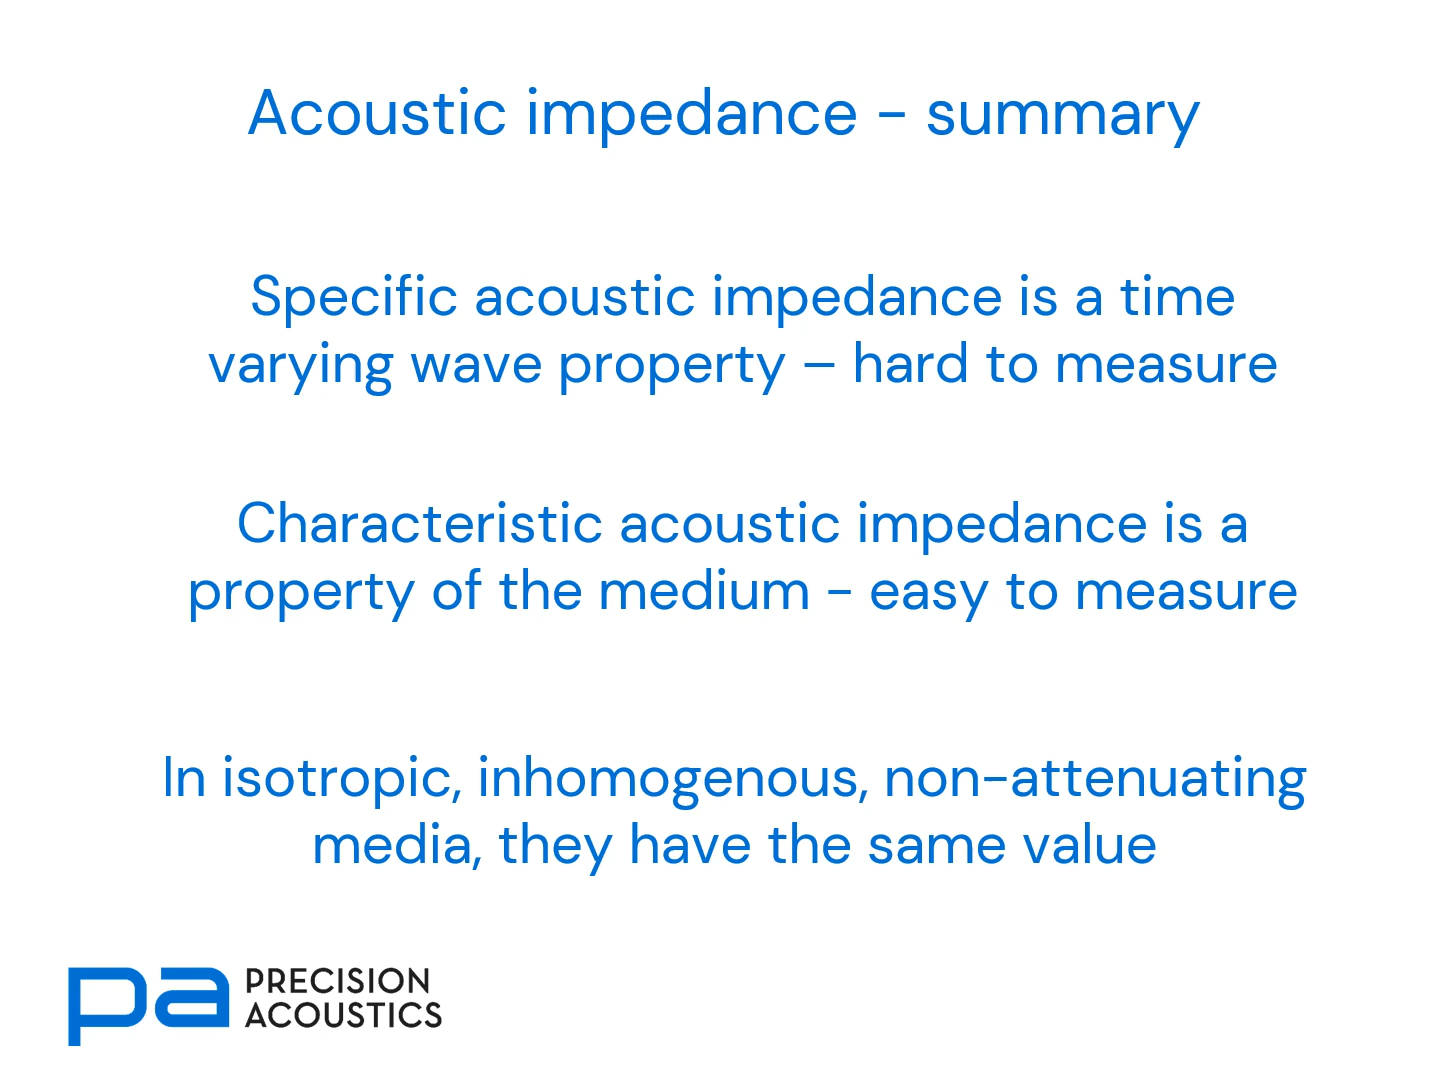 Acoustic impedance - summary
Specific acoustic impedance is a time
varying wave property – hard to measure
Characteristic acoustic impedance is a
property of the medium - easy to measure
In isotropic, inhomogenous, non-attenuating
media, they have the same value
pa PRECISION
ACOUSTICS